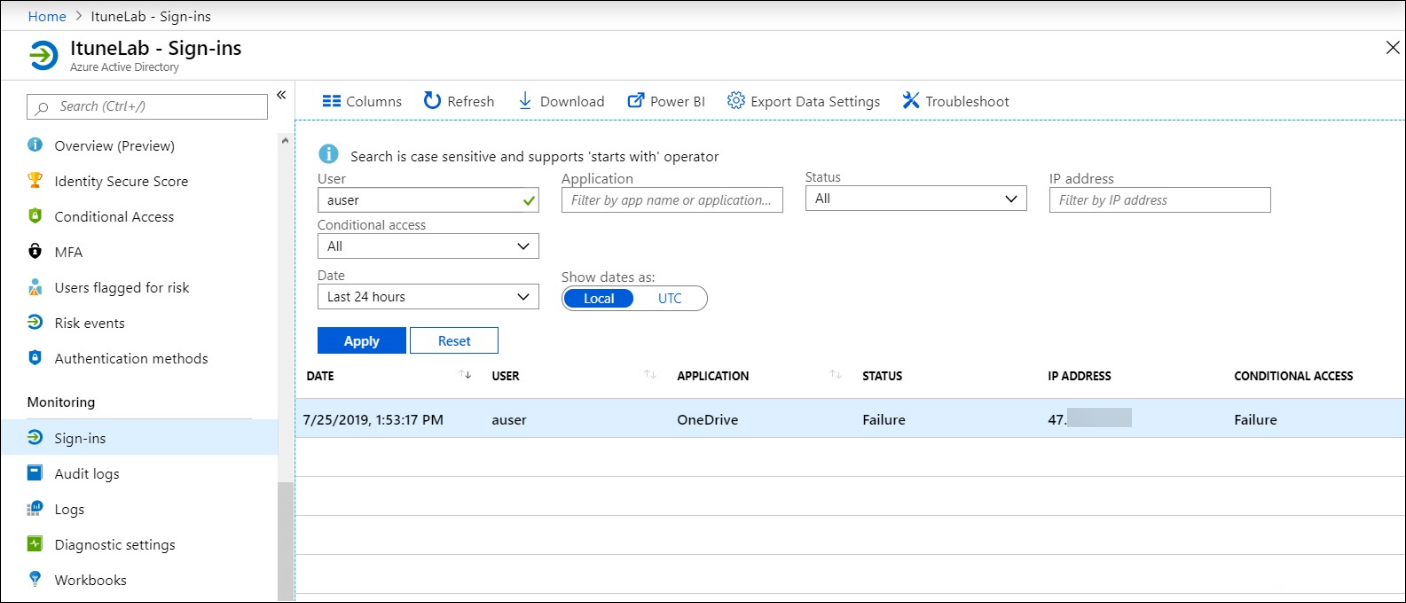 Home > ItuneLab - Sign-ins
ItuneLab - Sign-ins
Azure Active Directory
Search (Ctrl+/)
Overview (Preview)
Identity Secure Score
Conditional Access
MFA
Users flagged for risk
Risk events
Authentication methods
Monitoring
Sign-ins
Audit logs
Logs
Diagnostic settings
Workbooks
Columns Refresh Download Power BI Export Data Settings Troubleshoot
Search is case sensitive and supports 'starts with' operator
User Application Status IP address
auser Filter by app name or application... All Filter by IP address
Conditional access
All
Date Show dates as:
Last 24 hours Local UTC
Apply Reset
DATE USER APPLICATION STATUS IP ADDRESS CONDITIONAL ACCESS
7/25/2019, 1:53:17 PM auser OneDrive Failure 47. Failure